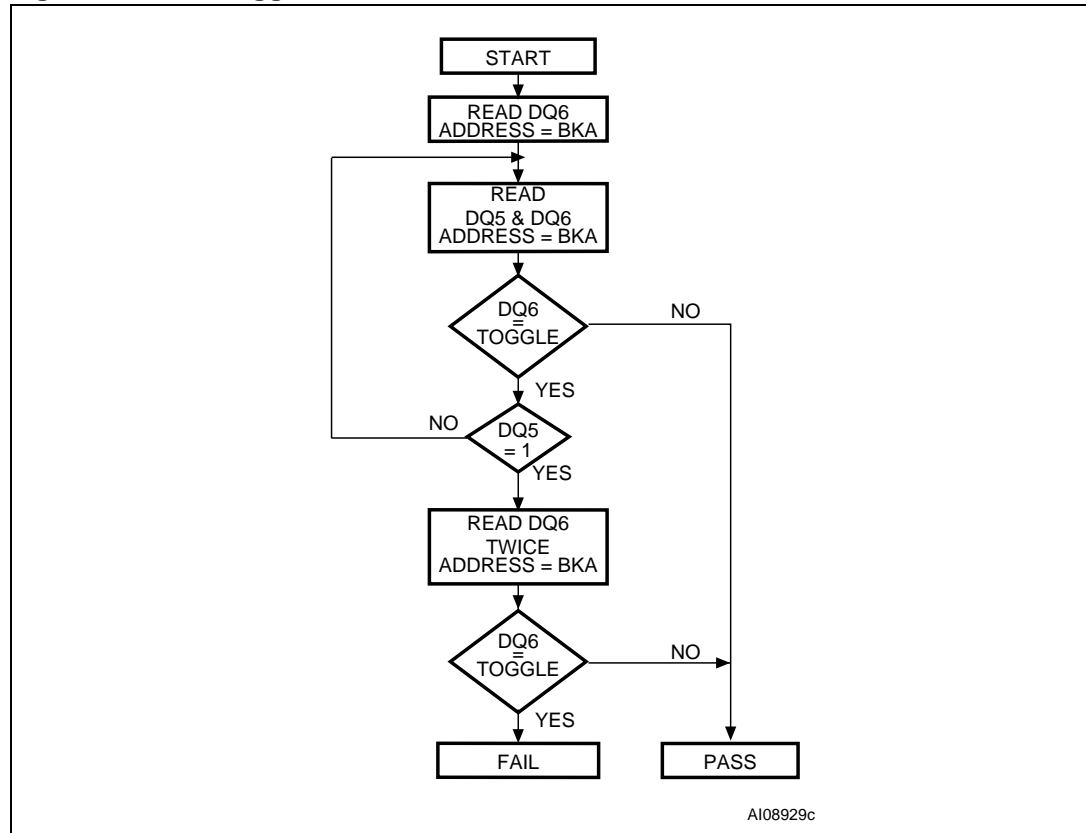 START
READ DQ6
ADDRESS = BKA
READ
DQ5 & DQ6
ADDRESS = BKA
DQ6
=
TOGGLE
NO
YES
NO
DQ5
= 1
YES
READ DQ6
TWICE
ADDRESS = BKA
DQ6
=
TOGGLE
NO
YES
FAIL
PASS
AI08929c